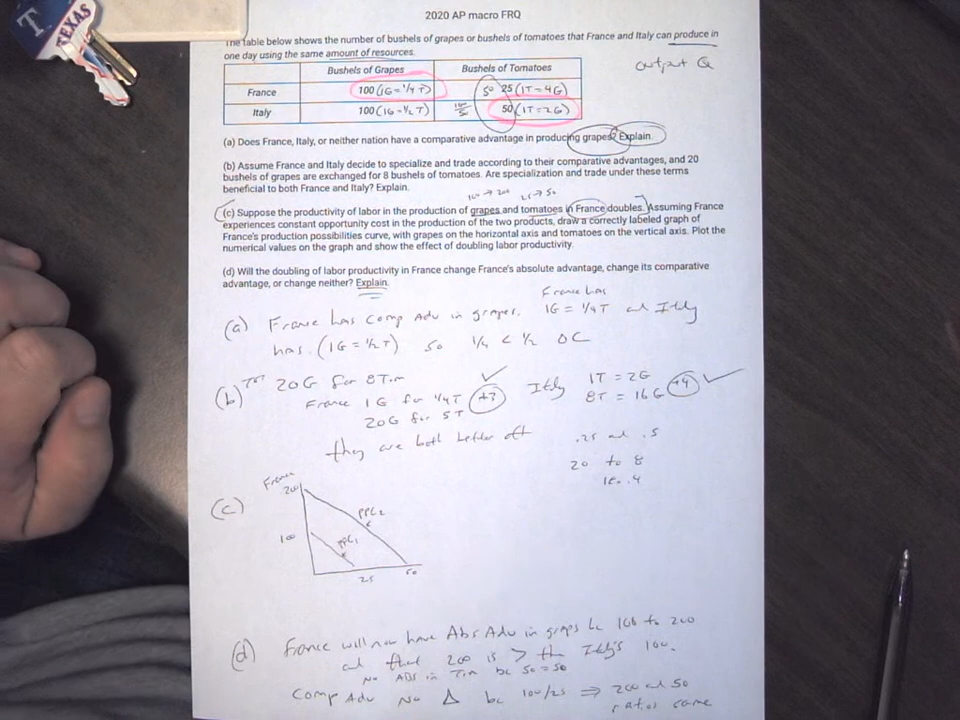 T
TEXAS
2020 AP macro FRQ
The table below shows the number of bushels of grapes or bushels of tomatoes that France and Italy can produce in
one day using the same amount of resources.
output Q
Bushels of Grapes Bushels of Tomatoes
France 100 (1G = 1/4 T) 50 25 (1T = 4G)
Italy 100 (1G = 1/2 T) 100/50 50 (1T = 2G)
(a) Does France, Italy, or neither nation have a comparative advantage in producing grapes? Explain.
(b) Assume France and Italy decide to specialize and trade according to their comparative advantages, and 20
bushels of grapes are exchanged for 8 bushels of tomatoes. Are specialization and trade under these terms
beneficial to both France and Italy? Explain.
100 → 200 25 → 50
(c) Suppose the productivity of labor in the production of grapes and tomatoes in France doubles. Assuming France
experiences constant opportunity cost in the production of the two products, draw a correctly labeled graph of
France's production possibilities curve, with grapes on the horizontal axis and tomatoes on the vertical axis. Plot the
numerical values on the graph and show the effect of doubling labor productivity.
(d) Will the doubling of labor productivity in France change France's absolute advantage, change its comparative
advantage, or change neither? Explain.
(a) France has Comp Adv in grapes. France has
1G = 1/4 T and Italy
has (1G = 1/2 T) so 1/4 < 1/2 OC
(b) TOT 20G for 8Tom
France 1G for 1/4T +3 ✓
20G for 5T
Itly 1T = 2G
8T = 16G +4 ✓
they are both better off
.25 and .5
20 to 8
.4
(c) France
200
100
PPC2
PPC1
25 50
(d) France will now have Abs Adv in graps bc 100 to 200
and that 200 is > th Itly's 100.
No ABS in Tom bc 50 = 50
Comp Adv No Δ bc 100/25 ⇒ 200 and 50
ratios same